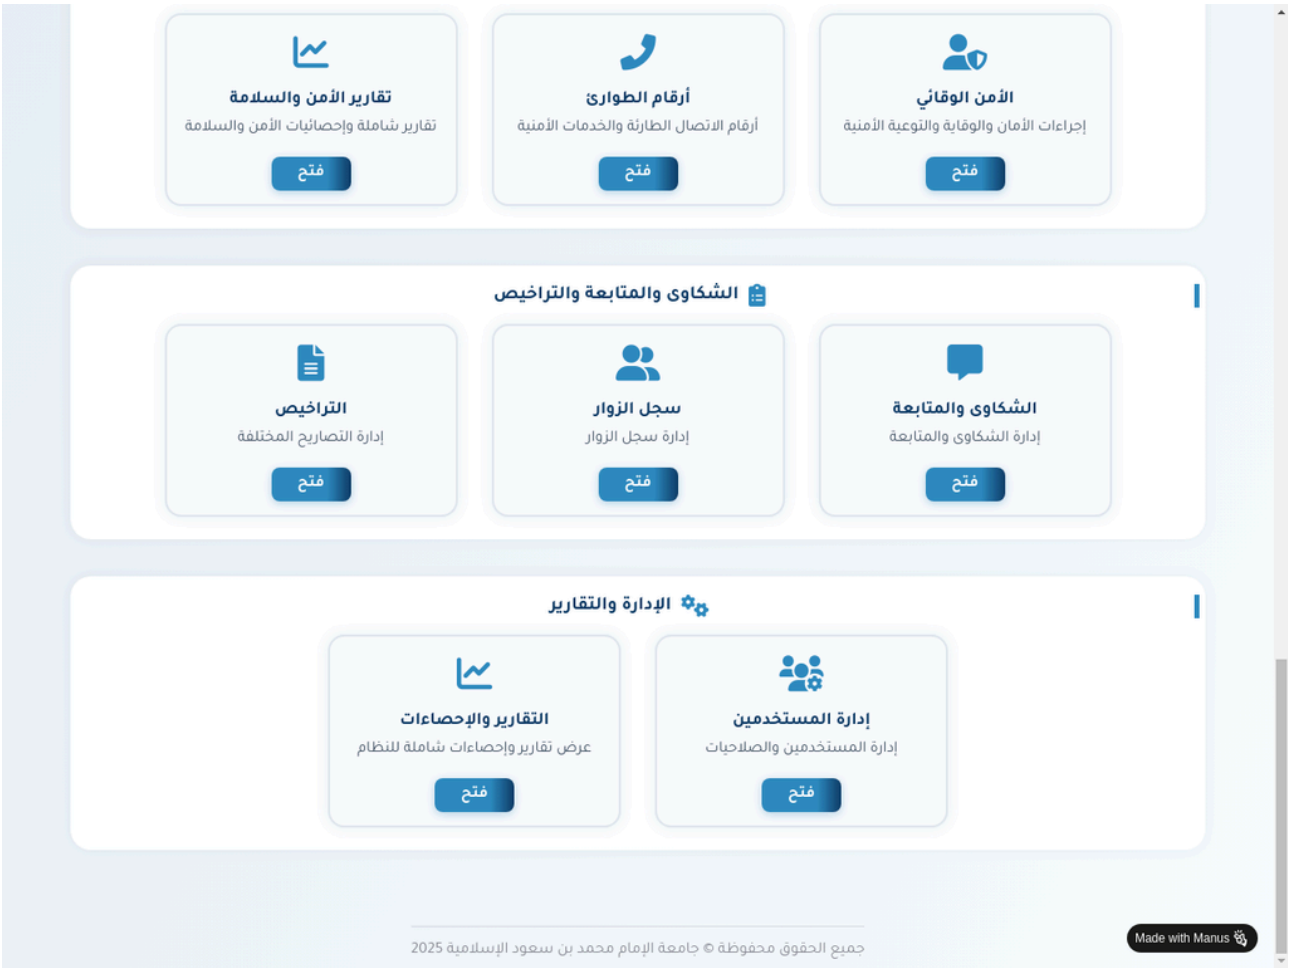 الأمن الوقائي
إجراءات الأمان والوقاية والتوعية الأمنية
فتح
أرقام الطوارئ
أرقام الاتصال الطارئة والخدمات الأمنية
فتح
تقارير الأمن والسلامة
تقارير شاملة وإحصائيات الأمن والسلامة
فتح
الشكاوى والمتابعة والتراخيص
الشكاوى والمتابعة
إدارة الشكاوى والمتابعة
فتح
سجل الزوار
إدارة سجل الزوار
فتح
التراخيص
إدارة التصاريح المختلفة
فتح
الإدارة والتقارير
إدارة المستخدمين
إدارة المستخدمين والصلاحيات
فتح
التقارير والإحصاءات
عرض تقارير وإحصاءات شاملة للنظام
فتح
جميع الحقوق محفوظة © جامعة الإمام محمد بن سعود الإسلامية 2025
Made with Manus